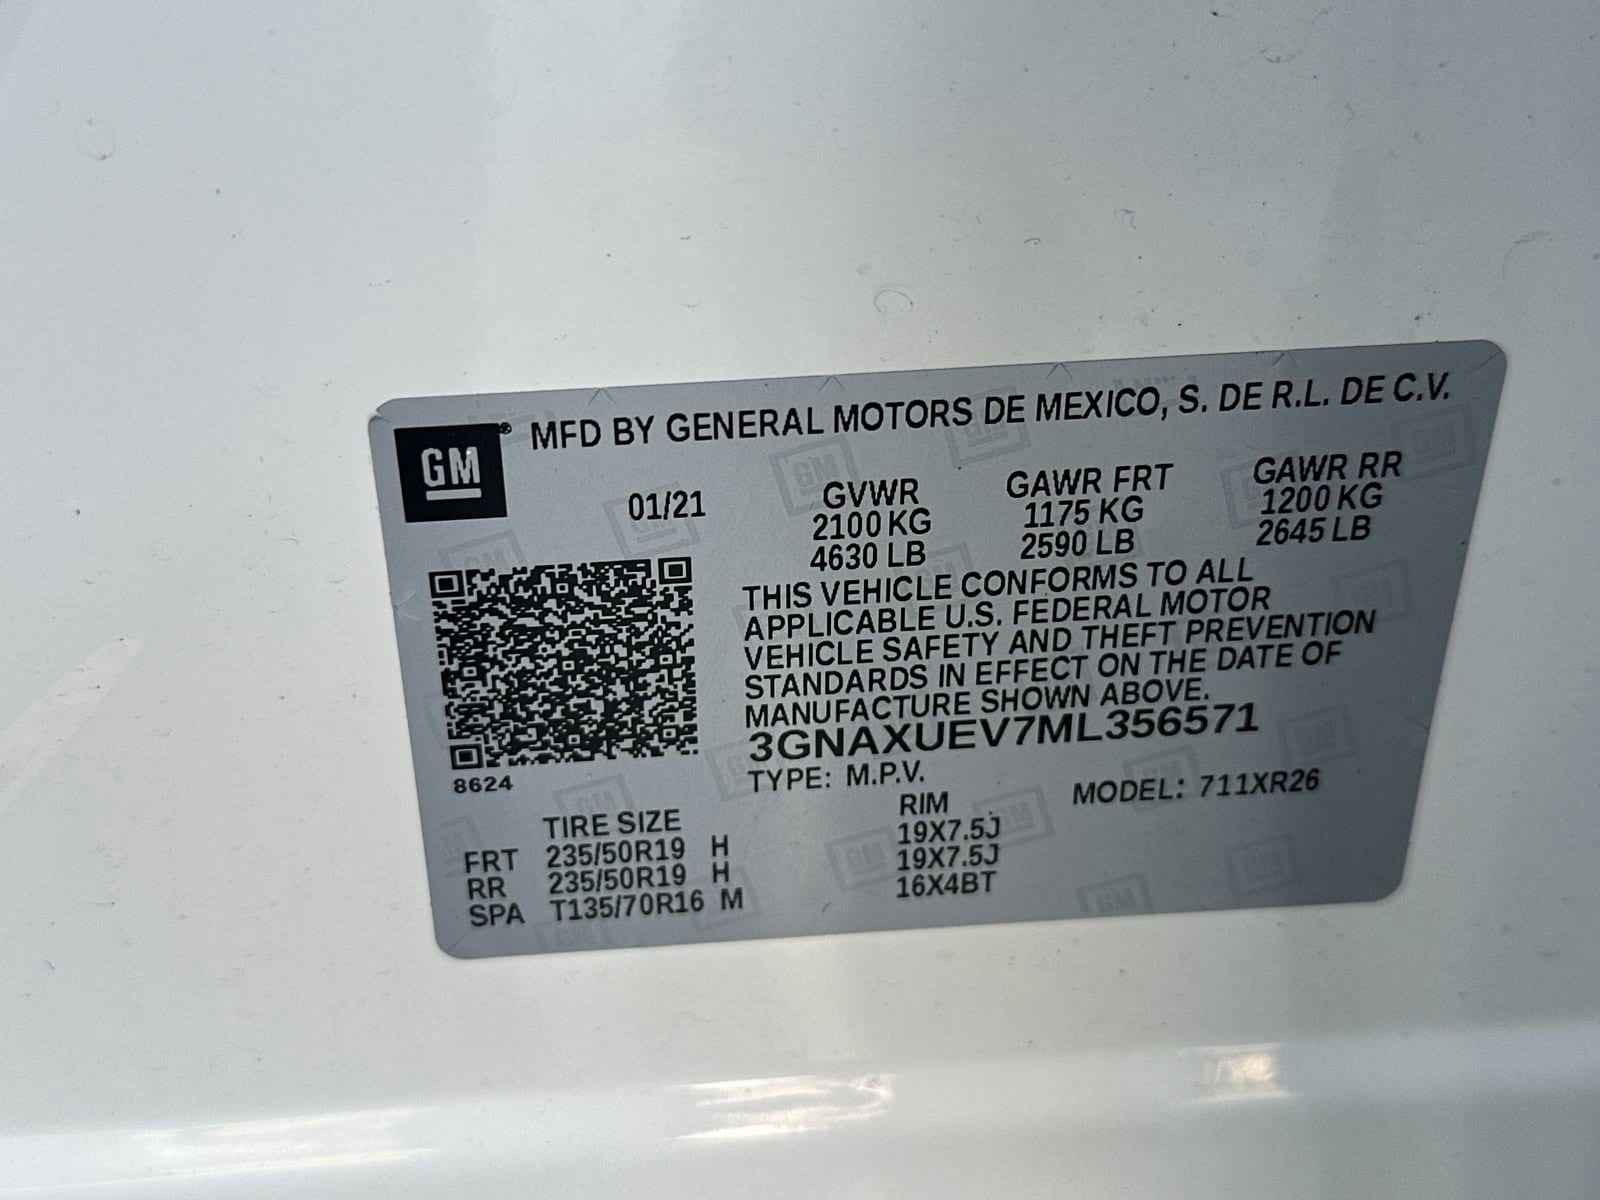 GM® MFD BY GENERAL MOTORS DE MEXICO, S. DE R.L. DE C.V.
01/21
GVWR GAWR FRT GAWR RR
2100 KG 1175 KG 1200 KG
4630 LB 2590 LB 2645 LB
THIS VEHICLE CONFORMS TO ALL
APPLICABLE U.S. FEDERAL MOTOR
VEHICLE SAFETY AND THEFT PREVENTION
STANDARDS IN EFFECT ON THE DATE OF
MANUFACTURE SHOWN ABOVE.
3GNAXUEV7ML356571
8624
TYPE: M.P.V. MODEL: 711XR26
TIRE SIZE RIM
FRT 235/50R19 H 19X7.5J
RR 235/50R19 H 19X7.5J
SPA T135/70R16 M 16X4BT